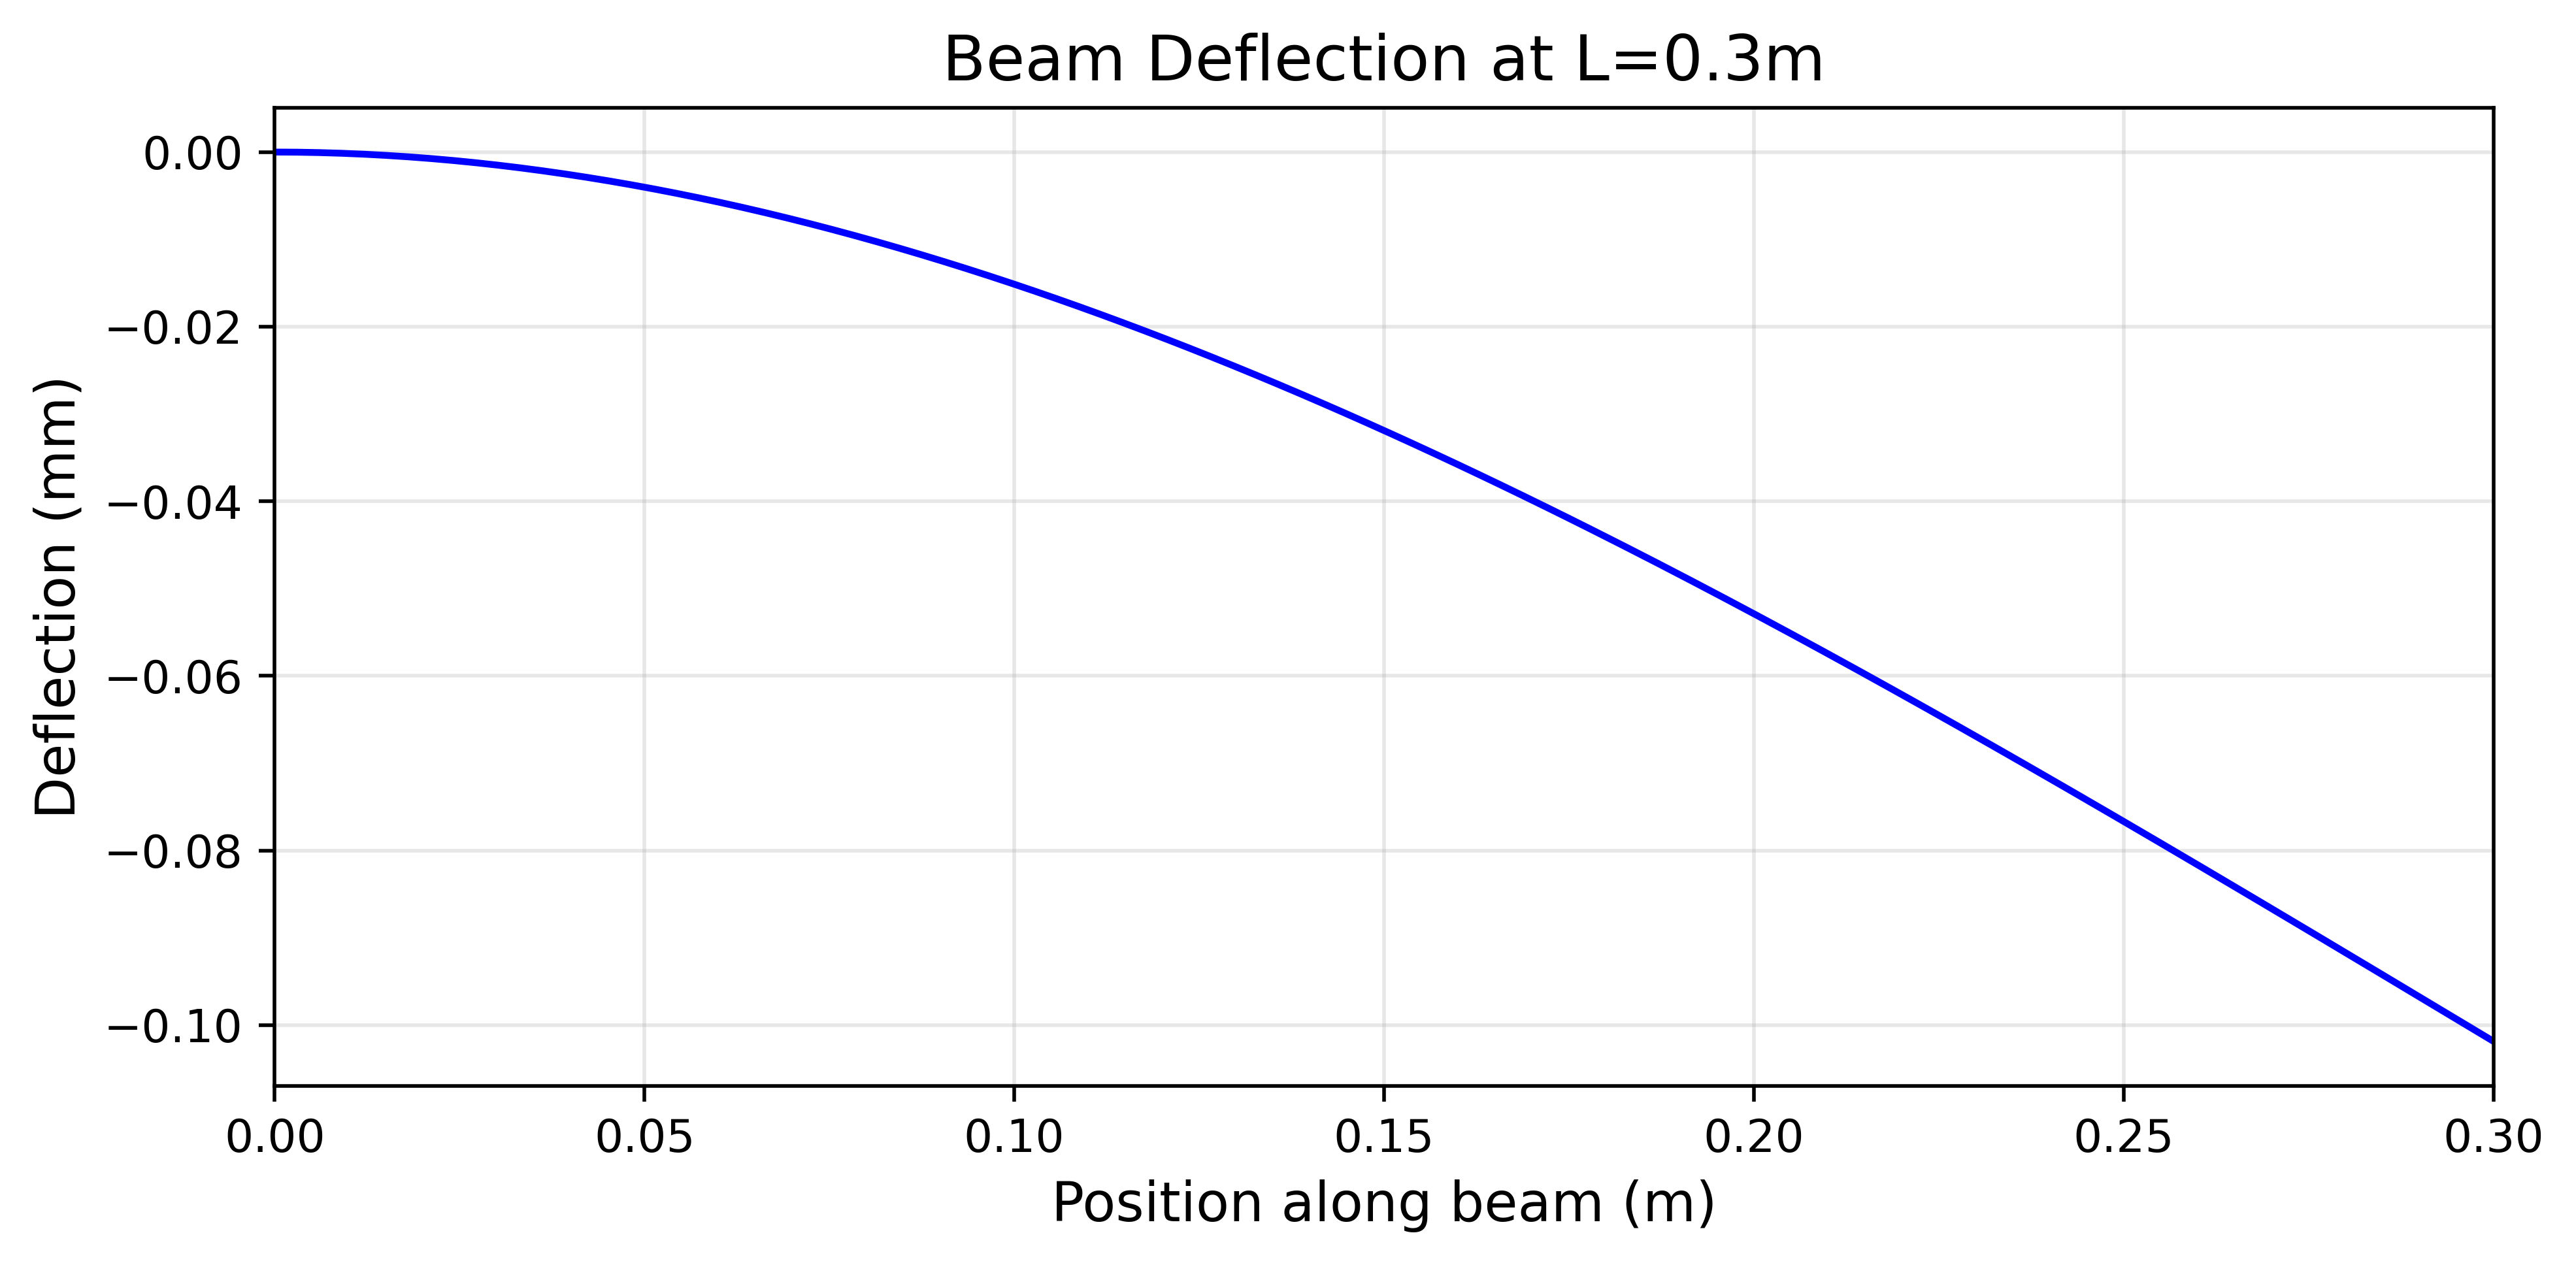 Beam Deflection at L=0.3m
Deflection (mm)
0.00
−0.02
−0.04
−0.06
−0.08
−0.10
0.00 0.05 0.10 0.15 0.20 0.25 0.30
Position along beam (m)